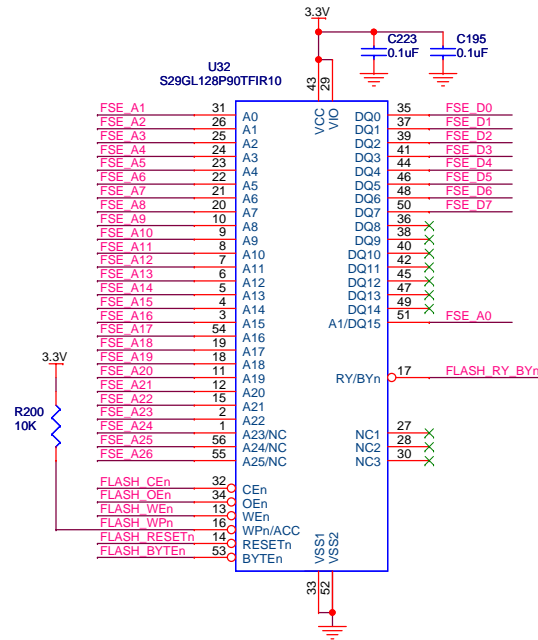 3.3V
C223
0.1uF
C195
0.1uF
U32
S29GL128P90TFIR10
43
29
VCC
VIO
FSE_A1 31 A0
FSE_A2 26 A1
FSE_A3 25 A2
FSE_A4 24 A3
FSE_A5 23 A4
FSE_A6 22 A5
FSE_A7 21 A6
FSE_A8 20 A7
FSE_A9 10 A8
FSE_A10 9 A9
FSE_A11 8 A10
FSE_A12 7 A11
FSE_A13 6 A12
FSE_A14 5 A13
FSE_A15 4 A14
FSE_A16 3 A15
FSE_A17 54 A16
FSE_A18 19 A17
FSE_A19 18 A18
FSE_A20 11 A19
FSE_A21 12 A20
FSE_A22 15 A21
FSE_A23 2 A22
FSE_A24 1 A23/NC
FSE_A25 56 A24/NC
FSE_A26 55 A25/NC
FLASH_CEn 32 CEn
FLASH_OEn 34 OEn
FLASH_WEn 13 WEn
FLASH_WPn 16 WPn/ACC
FLASH_RESETn 14 RESETn
FLASH_BYTEn 53 BYTEn
3.3V
R200
10K
DQ0 35 FSE_D0
DQ1 37 FSE_D1
DQ2 39 FSE_D2
DQ3 41 FSE_D3
DQ4 44 FSE_D4
DQ5 46 FSE_D5
DQ6 48 FSE_D6
DQ7 50 FSE_D7
DQ8 36
DQ9 38
DQ10 40
DQ11 42
DQ12 45
DQ13 47
DQ14 49
A1/DQ15 51 FSE_A0
RY/BYn 17 FLASH_RY_BYn
NC1 27
NC2 28
NC3 30
VSS1
VSS2
33
52